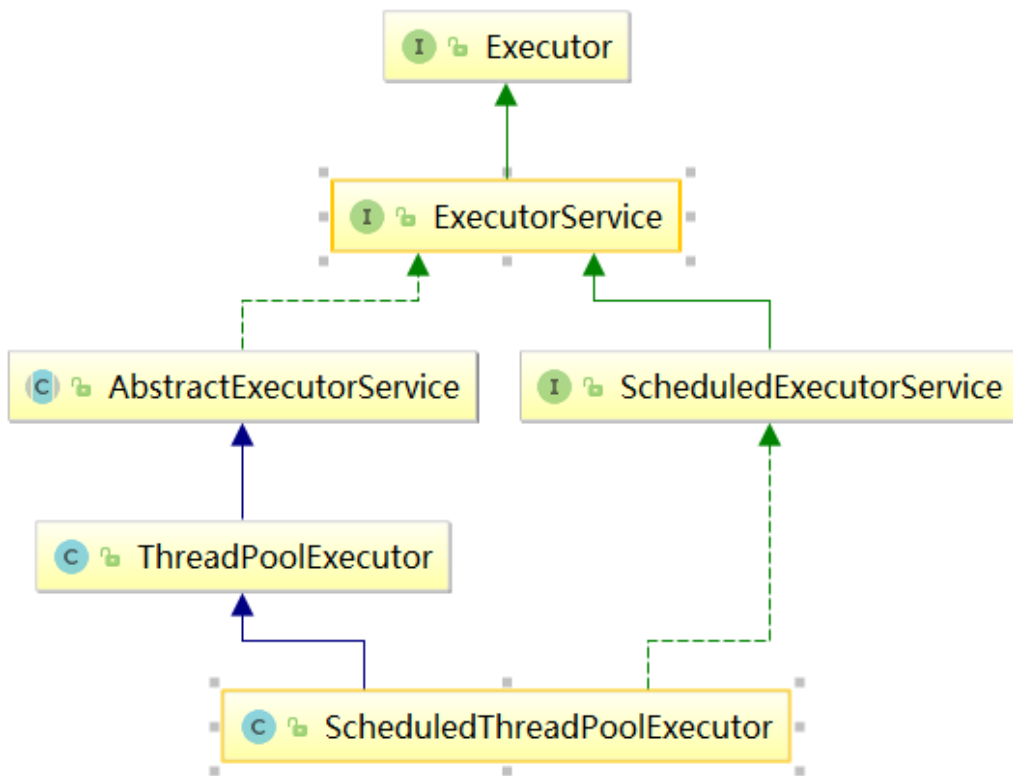 I Executor
I ExecutorService
C AbstractExecutorService
I ScheduledExecutorService
C ThreadPoolExecutor
C ScheduledThreadPoolExecutor